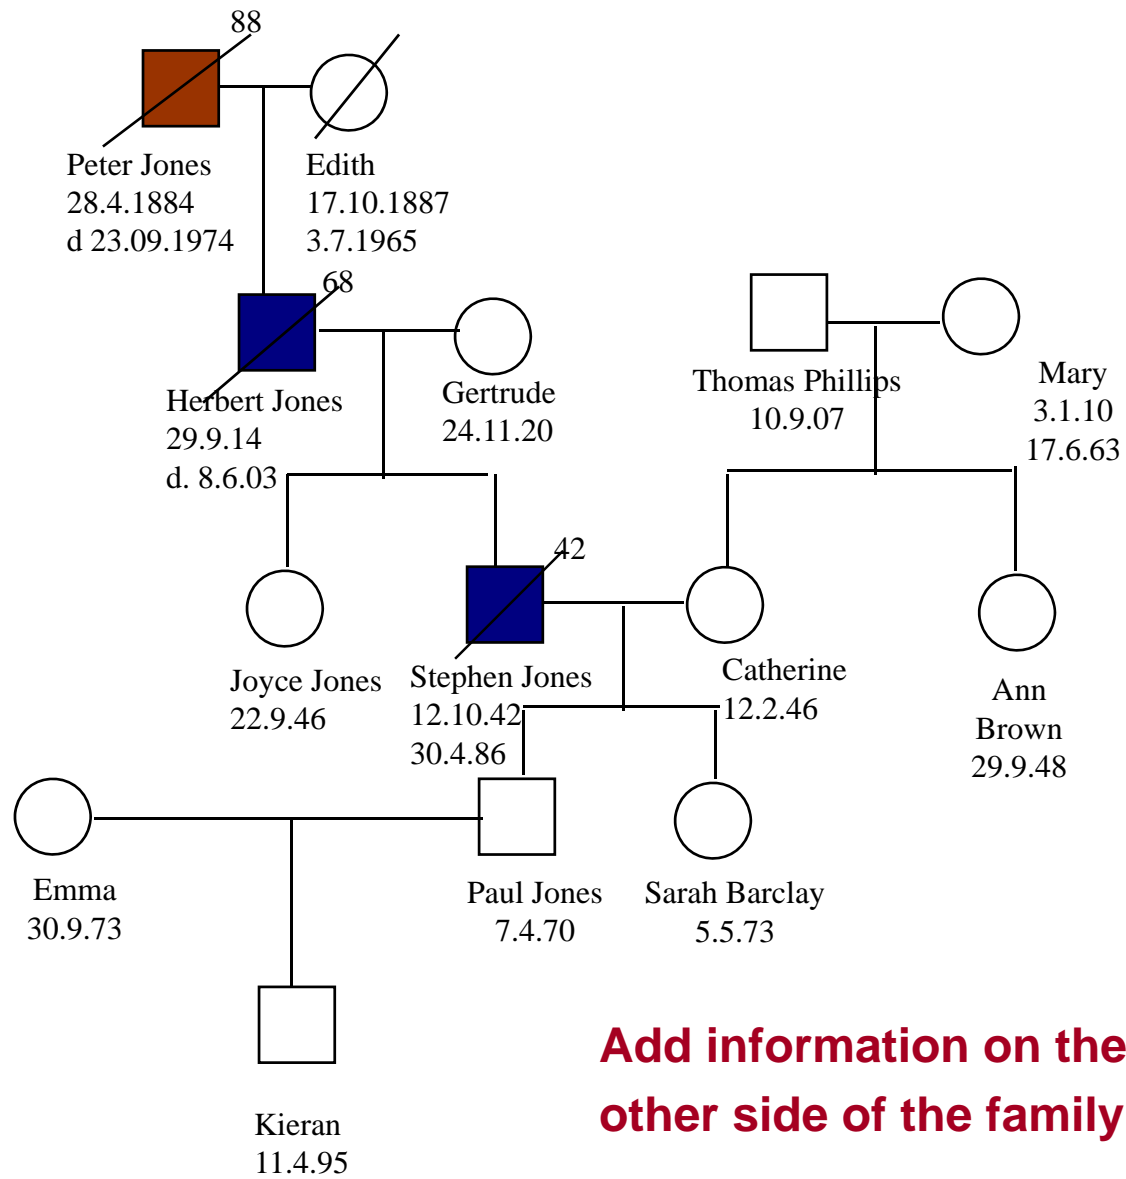 88
Peter Jones
28.4.1884
d 23.09.1974
Edith
17.10.1887
3.7.1965
68
Herbert Jones
29.9.14
d. 8.6.03
Gertrude
24.11.20
Thomas Phillips
10.9.07
Mary
3.1.10
17.6.63
Joyce Jones
22.9.46
42
Stephen Jones
12.10.42
30.4.86
Catherine
12.2.46
Ann
Brown
29.9.48
Emma
30.9.73
Paul Jones
7.4.70
Sarah Barclay
5.5.73
Kieran
11.4.95
Add information on the
other side of the family